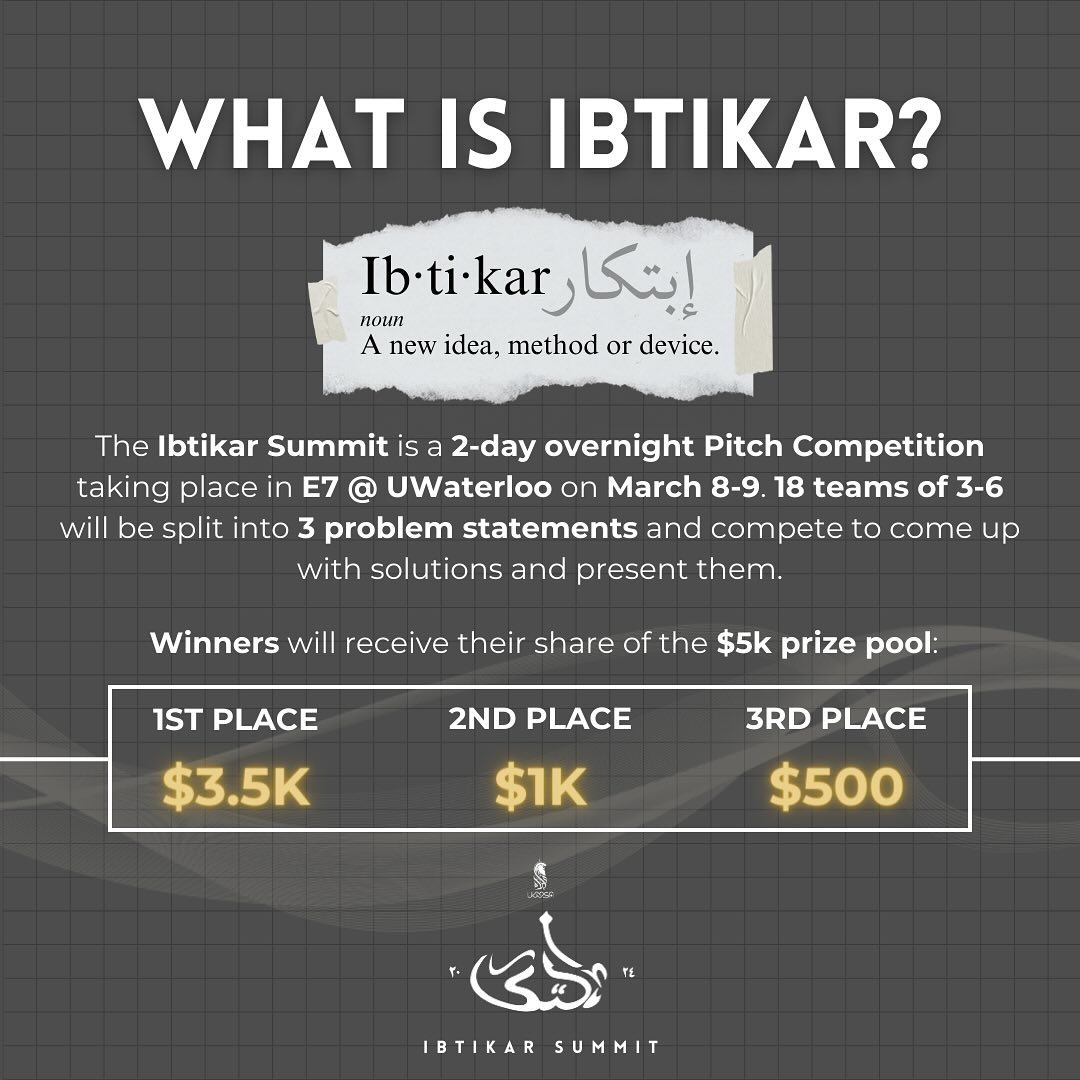 WHAT IS IBTIKAR?
Ib·ti·kar إبتكار
noun
A new idea, method or device.
The Ibtikar Summit is a 2-day overnight Pitch Competition
taking place in E7 @ UWaterloo on March 8-9. 18 teams of 3-6
will be split into 3 problem statements and compete to come up
with solutions and present them.
Winners will receive their share of the $5k prize pool:
1ST PLACE 2ND PLACE 3RD PLACE
$3.5K $1K $500
إبتكار
٢٠ ٢٤
IBTIKAR SUMMIT